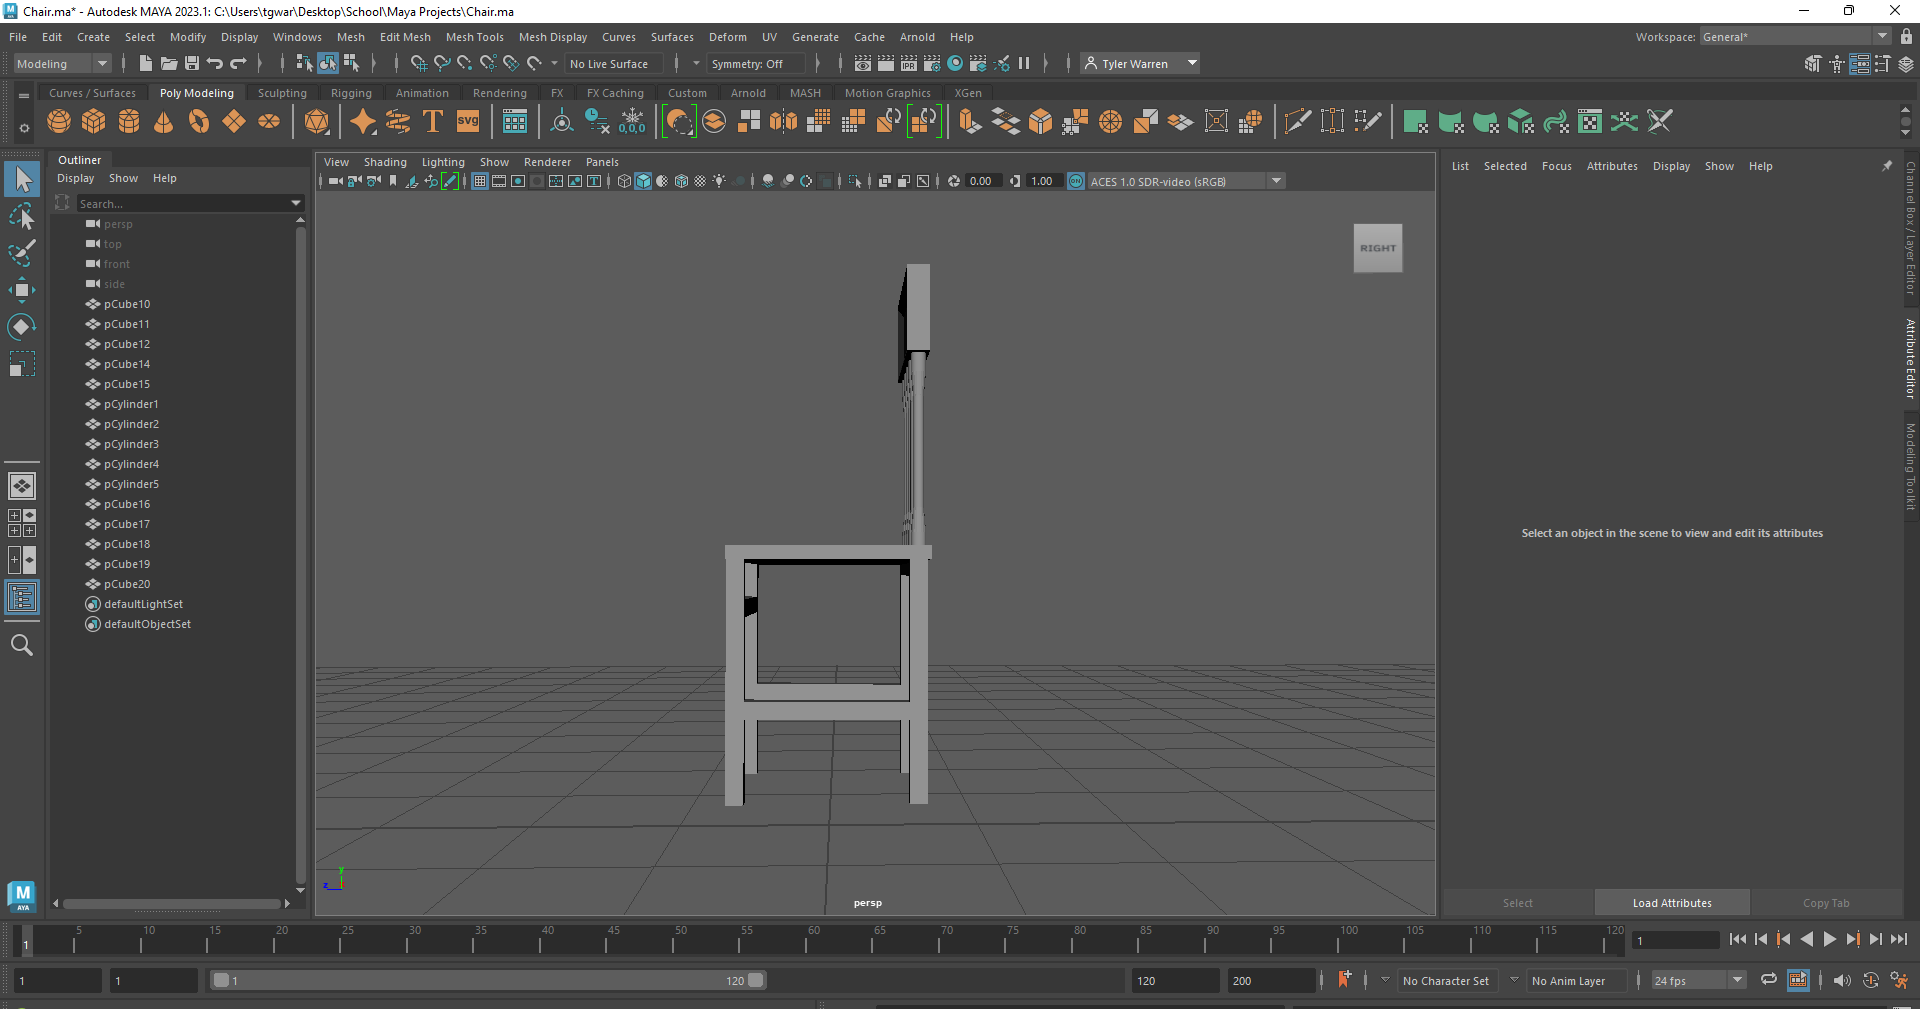 Chair.ma* - Autodesk MAYA 2023.1: C:\Users\tgwar\Desktop\School\Maya Projects\Chair.ma
File Edit Create Select Modify Display Windows Mesh Edit Mesh Mesh Tools Mesh Display Curves Surfaces Deform UV Generate Cache Arnold Help
Workspace: General*
Modeling
No Live Surface
Symmetry: Off
IPR
Tyler Warren
Curves / Surfaces Poly Modeling Sculpting Rigging Animation Rendering FX FX Caching Custom Arnold MASH Motion Graphics XGen
T
SVG
0,0,0
Outliner
Display Show Help
Search...
persp
top
front
side
pCube10
pCube11
pCube12
pCube14
pCube15
pCylinder1
pCylinder2
pCylinder3
pCylinder4
pCylinder5
pCube16
pCube17
pCube18
pCube19
pCube20
defaultLightSet
defaultObjectSet
M
AYA
View Shading Lighting Show Renderer Panels
0.00
1.00
ON
ACES 1.0 SDR-video (sRGB)
RIGHT
y
z
persp
List Selected Focus Attributes Display Show Help
Select an object in the scene to view and edit its attributes
Select
Load Attributes
Copy Tab
Channel Box / Layer Editor
Attribute Editor
Modeling Toolkit
1
5 10 15 20 25 30 35 40 45 50 55 60 65 70 75 80 85 90 95 100 105 110 115 120
1
1
1
1
120
120
200
No Character Set
No Anim Layer
24 fps